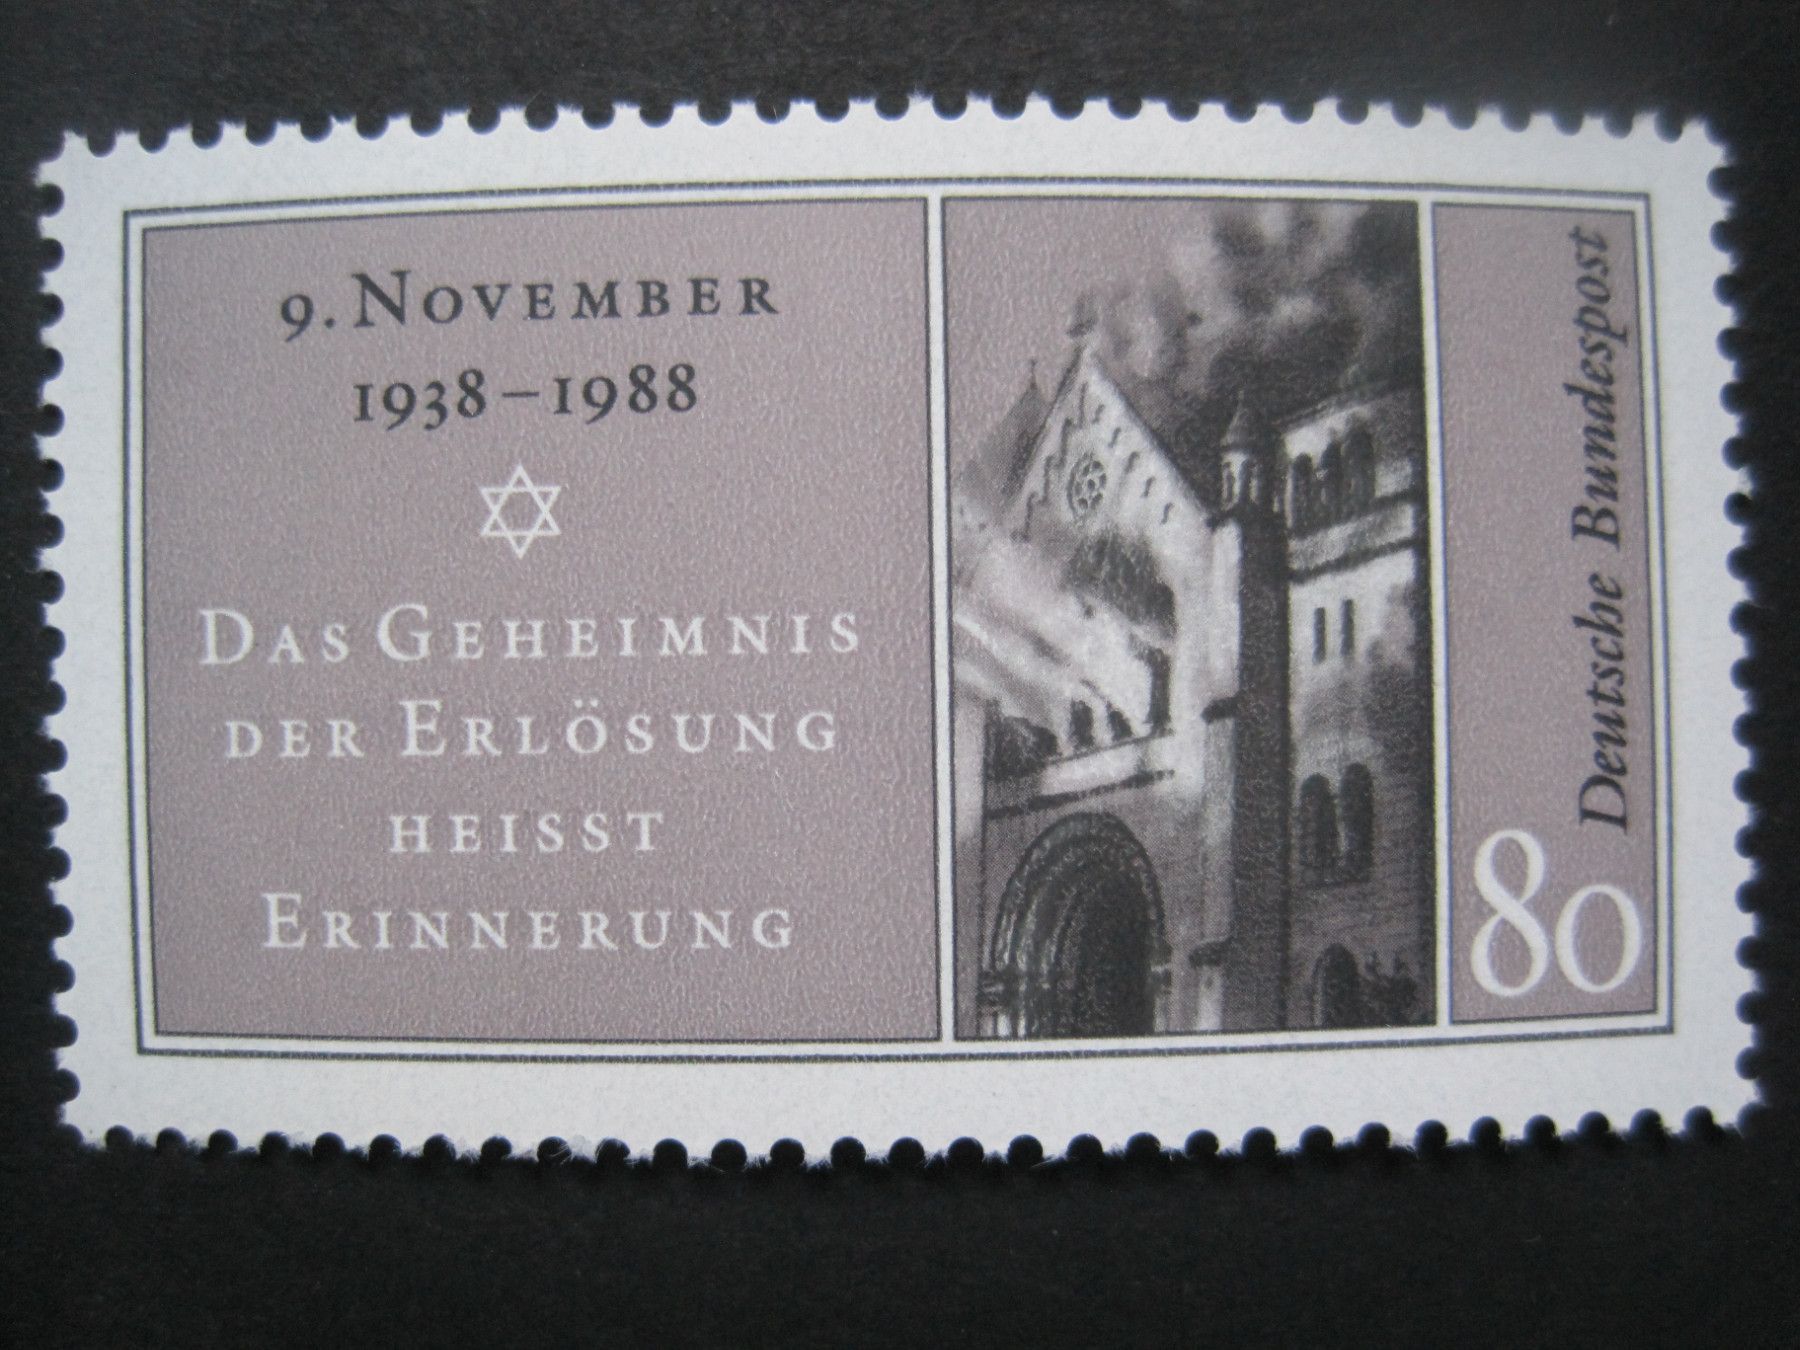 9. NOVEMBER
1938–1988
DAS GEHEIMNIS
DER ERLÖSUNG
HEISST
ERINNERUNG
Deutsche Bundespost
80